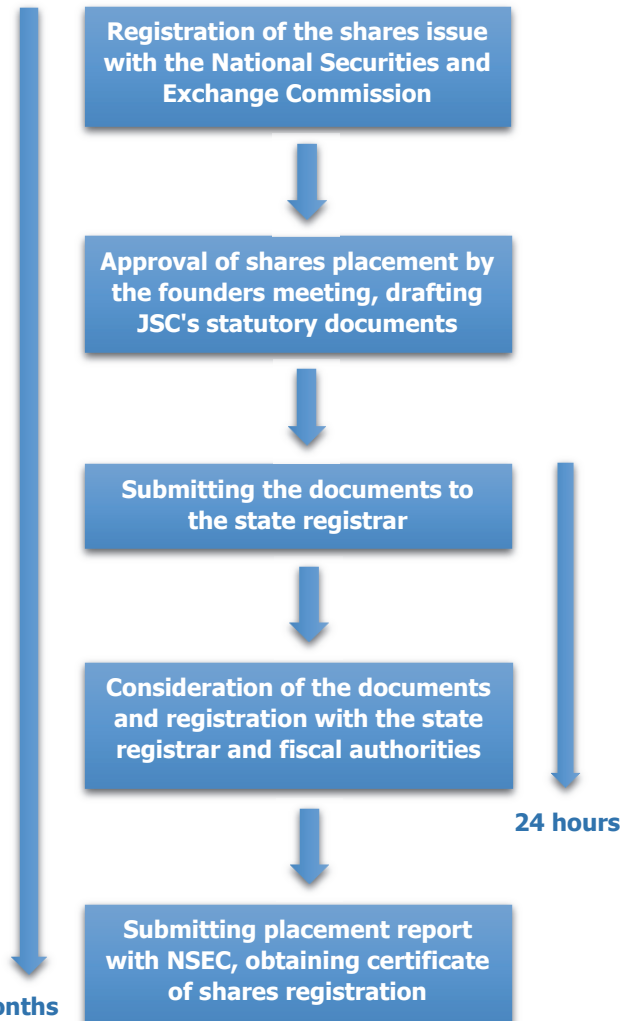 Registration of the shares issue
with the National Securities and
Exchange Commission
Approval of shares placement by
the founders meeting, drafting
JSC's statutory documents
Submitting the documents to
the state registrar
Consideration of the documents
and registration with the state
registrar and fiscal authorities
24 hours
Submitting placement report
with NSEC, obtaining certificate
of shares registration